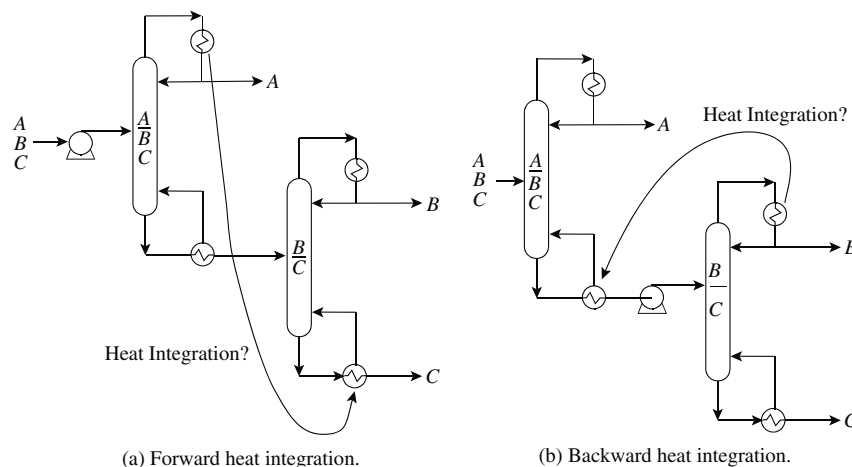 A
B
C
A
B
C
A
B
C
B
C
Heat Integration?
(a) Forward heat integration.
A
B
C
A
B
C
A
Heat Integration?
B
C
B
C
(b) Backward heat integration.